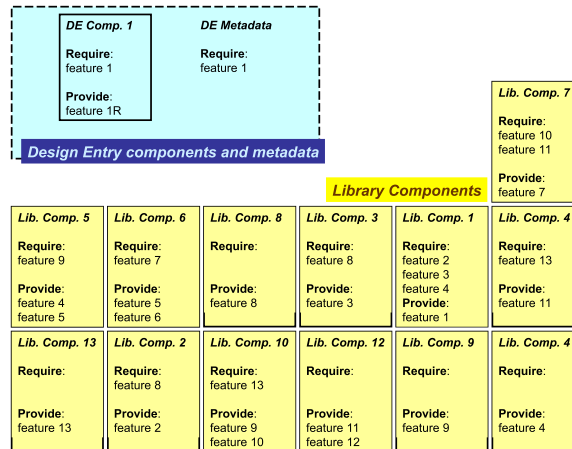 DE Comp. 1
Require:
feature 1
Provide:
feature 1R
DE Metadata
Require:
feature 1
Design Entry components and metadata
Library Components
Lib. Comp. 7
Require:
feature 10
feature 11
Provide:
feature 7
Lib. Comp. 5
Require:
feature 9
Provide:
feature 4
feature 5
Lib. Comp. 6
Require:
feature 7
Provide:
feature 5
feature 6
Lib. Comp. 8
Require:
Provide:
feature 8
Lib. Comp. 3
Require:
feature 8
Provide:
feature 3
Lib. Comp. 1
Require:
feature 2
feature 3
feature 4
Provide:
feature 1
Lib. Comp. 4
Require:
feature 13
Provide:
feature 11
Lib. Comp. 13
Require:
Provide:
feature 13
Lib. Comp. 2
Require:
feature 8
Provide:
feature 2
Lib. Comp. 10
Require:
feature 13
Provide:
feature 9
feature 10
Lib. Comp. 12
Require:
Provide:
feature 11
feature 12
Lib. Comp. 9
Require:
Provide:
feature 9
Lib. Comp. 4
Require:
Provide:
feature 4